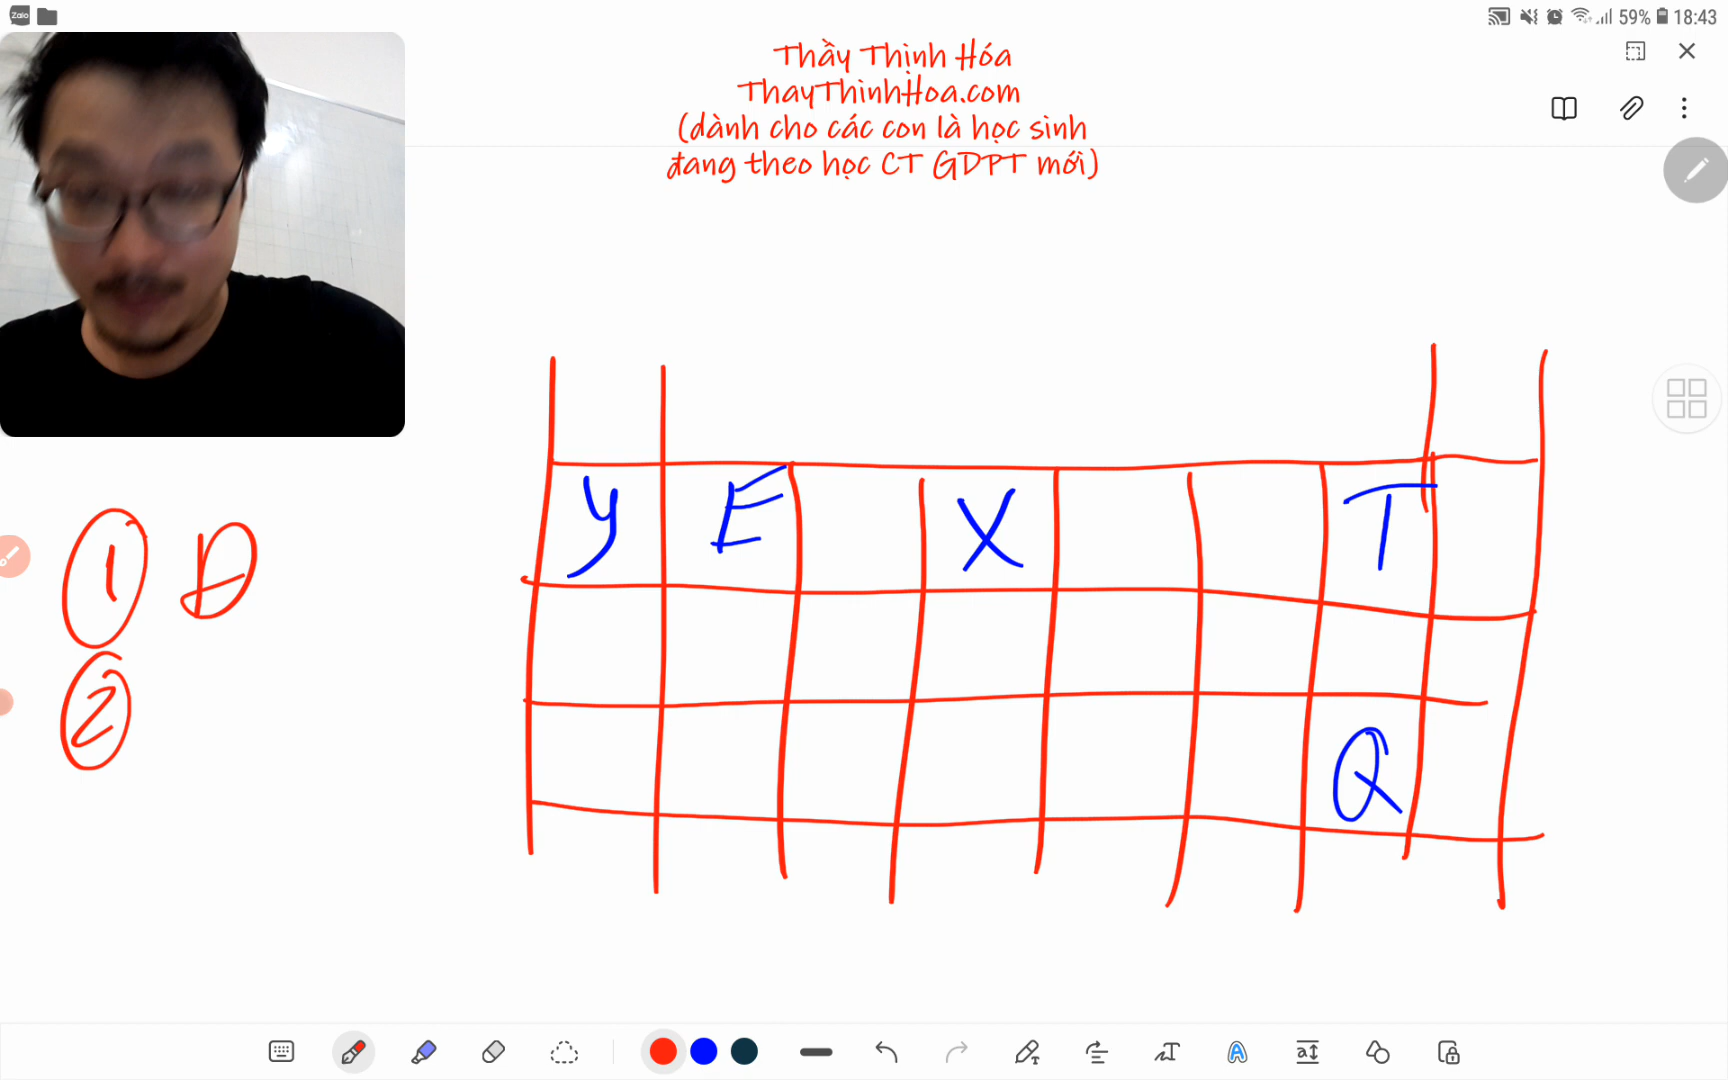 Zalo
59% 18:43
Thầy Thịnh Hóa
ThayThinhHoa.com
(dành cho các con là học sinh
đang theo học CT GDPT mới)
Y E X T
① D
②
Q